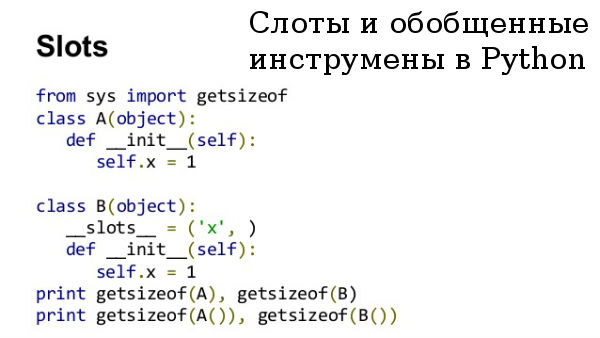 Слоты и обобщенные
инструмены в Python
Slots
from sys import getsizeof
class A(object):
   def __init__(self):
      self.x = 1
class B(object):
   __slots__ = ('x', )
   def __init__(self):
      self.x = 1
print getsizeof(A), getsizeof(B)
print getsizeof(A()), getsizeof(B())